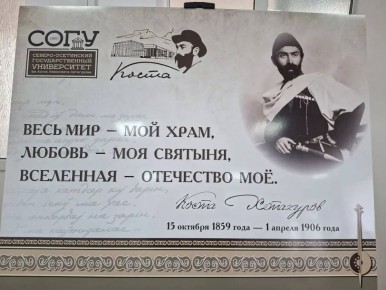 СОГУ
СЕВЕРО-ОСЕТИНСКИЙ
ГОСУДАРСТВЕННЫЙ
УНИВЕРСИТЕТ
Коста
ВЕСЬ МИР – МОЙ ХРАМ,
ЛЮБОВЬ – МОЯ СВЯТЫНЯ,
ВСЕЛЕННАЯ – ОТЕЧЕСТВО МОЁ.
Коста Хетагуров
15 октября 1859 года — 1 апреля 1906 года